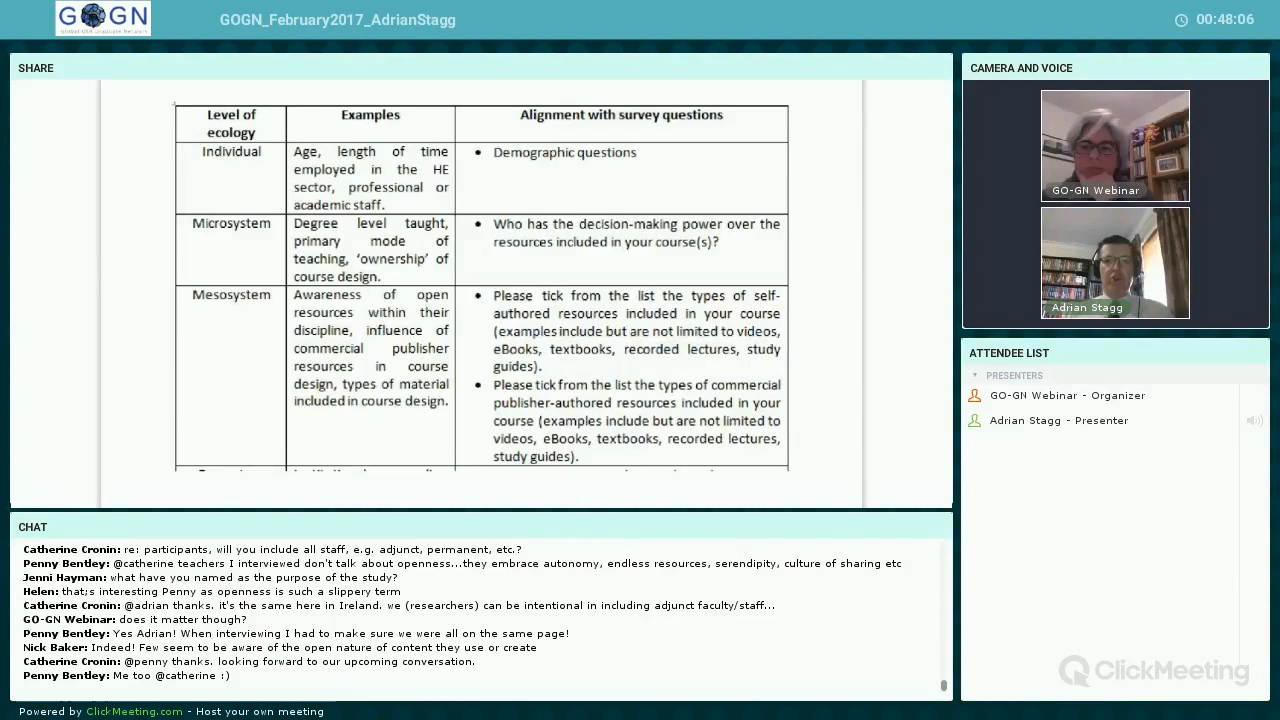 GOGN
Global OER Graduate Network
GOGN_February2017_AdrianStagg
00:48:06
SHARE
Level of
ecology
Examples
Alignment with survey questions
Individual
Age, length of time
employed in the HE
sector, professional or
academic staff.
• Demographic questions
Microsystem
Degree level taught,
primary mode of
teaching, ‘ownership’ of
course design.
• Who has the decision-making power over the
resources included in your course(s)?
Mesosystem
Awareness of open
resources within their
discipline, influence of
commercial publisher
resources in course
design, types of material
included in course design.
• Please tick from the list the types of self-
authored resources included in your course
(examples include but are not limited to videos,
eBooks, textbooks, recorded lectures, study
guides).
• Please tick from the list the types of commercial
publisher-authored resources included in your
course (examples include but are not limited to
videos, eBooks, textbooks, recorded lectures,
study guides).
CAMERA AND VOICE
GO-GN Webinar
Adrian Stagg
ATTENDEE LIST
PRESENTERS
GO-GN Webinar - Organizer
Adrian Stagg - Presenter
CHAT
Catherine Cronin: re: participants, will you include all staff, e.g. adjunct, permanent, etc.?
Penny Bentley: @catherine teachers I interviewed don't talk about openness...they embrace autonomy, endless resources, serendipity, culture of sharing etc
Jenni Hayman: what have you named as the purpose of the study?
Helen: that;s interesting Penny as openness is such a slippery term
Catherine Cronin: @adrian thanks. it's the same here in Ireland. we (researchers) can be intentional in including adjunct faculty/staff...
GO-GN Webinar: does it matter though?
Penny Bentley: Yes Adrian! When interviewing I had to make sure we were all on the same page!
Nick Baker: Indeed! Few seem to be aware of the open nature of content they use or create
Catherine Cronin: @penny thanks. looking forward to our upcoming conversation.
Penny Bentley: Me too @catherine :)
ClickMeeting
Powered by ClickMeeting.com - Host your own meeting